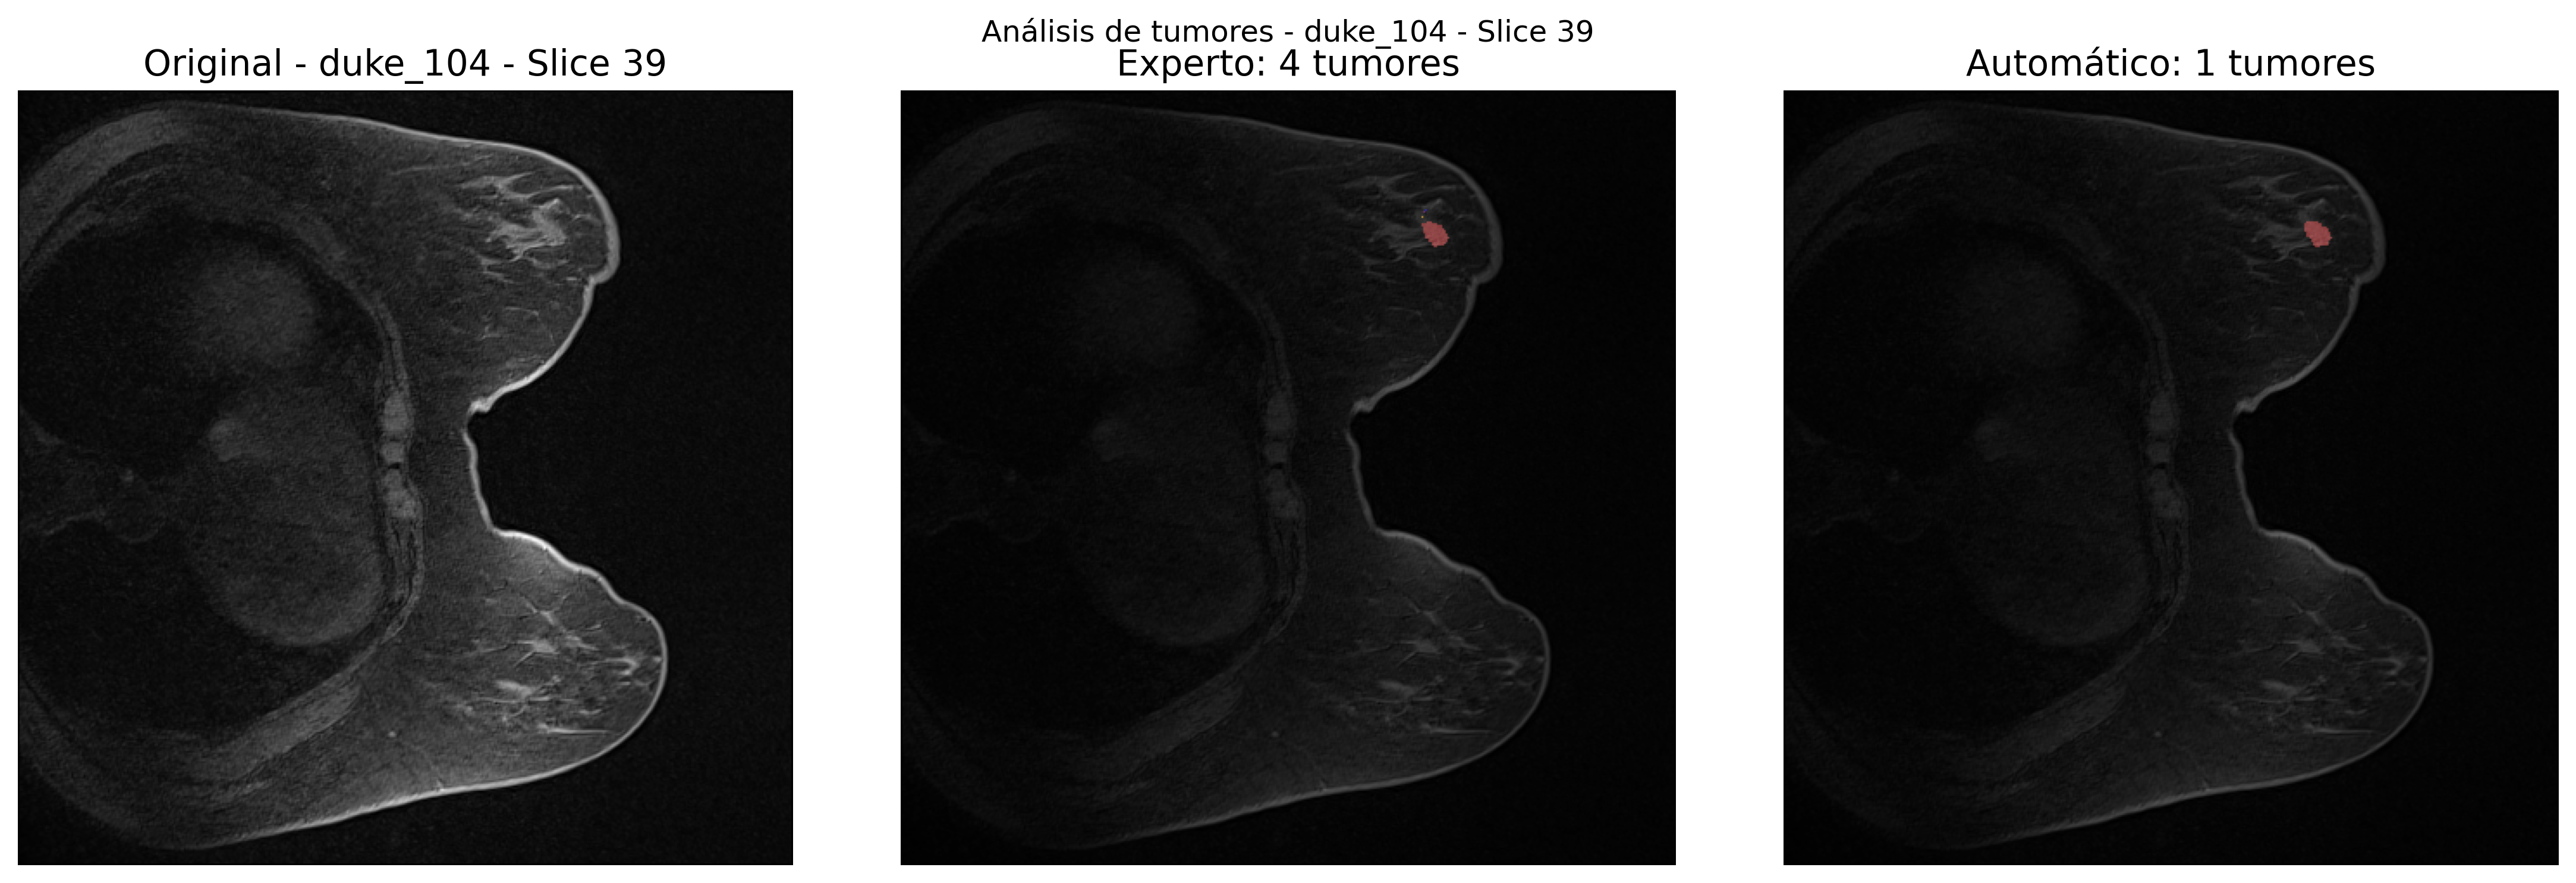 Análisis de tumores - duke_104 - Slice 39
Original - duke_104 - Slice 39
Experto: 4 tumores
Automático: 1 tumores